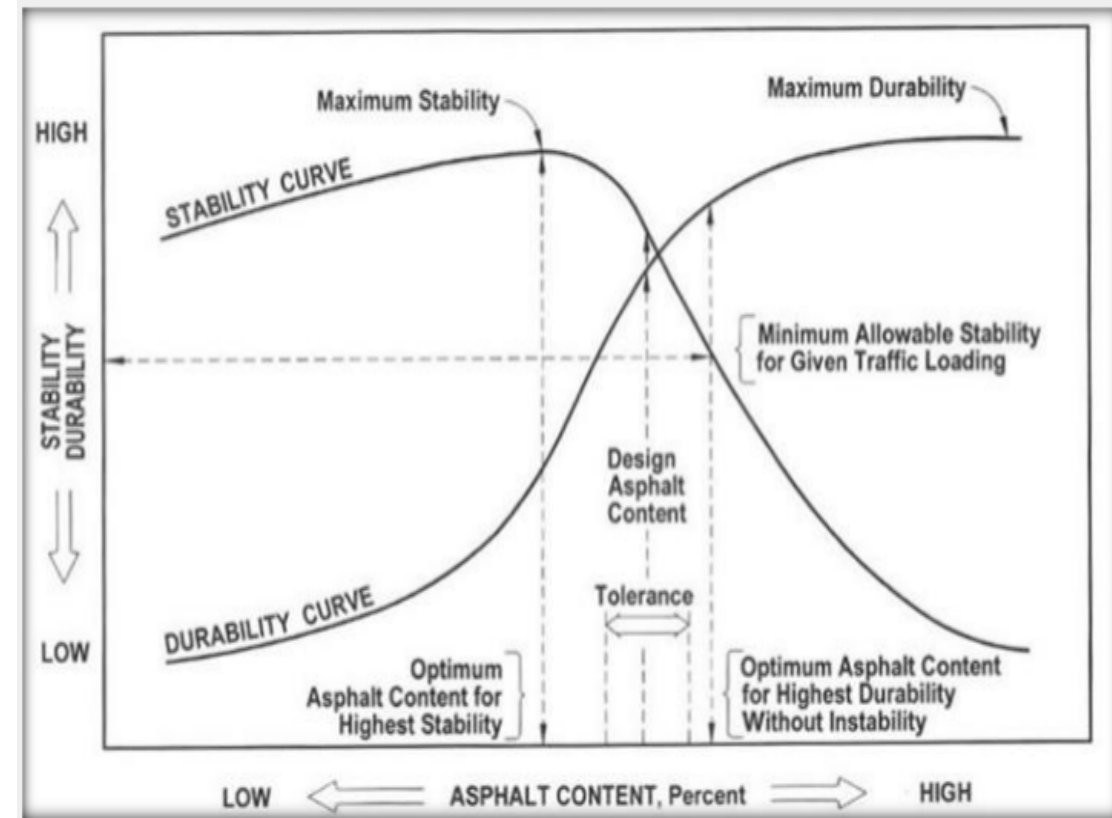 Maximum Stability
Maximum Durability
HIGH
STABILITY CURVE
STABILITY
DURABILITY
Minimum Allowable Stability
for Given Traffic Loading
Design
Asphalt
Content
Tolerance
DURABILITY CURVE
LOW
Optimum
Asphalt Content for
Highest Stability
Optimum Asphalt Content
for Highest Durability
Without Instability
LOW
ASPHALT CONTENT, Percent
HIGH